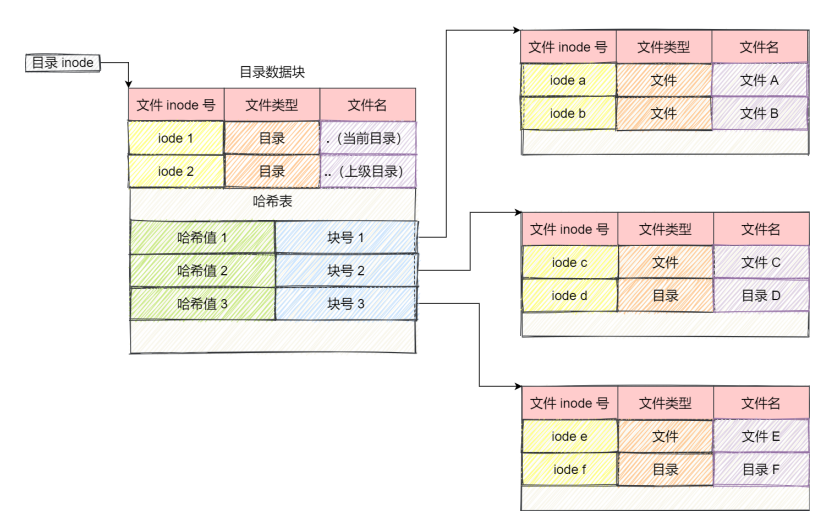 目录 inode
目录数据块
文件 inode 号 文件类型 文件名
iode 1 目录 .（当前目录）
iode 2 目录 ..（上级目录）
哈希表
哈希值 1 块号 1
哈希值 2 块号 2
哈希值 3 块号 3
文件 inode 号 文件类型 文件名
iode a 文件 文件 A
iode b 文件 文件 B
文件 inode 号 文件类型 文件名
iode c 文件 文件 C
iode d 目录 目录 D
文件 inode 号 文件类型 文件名
iode e 文件 文件 E
iode f 目录 目录 F